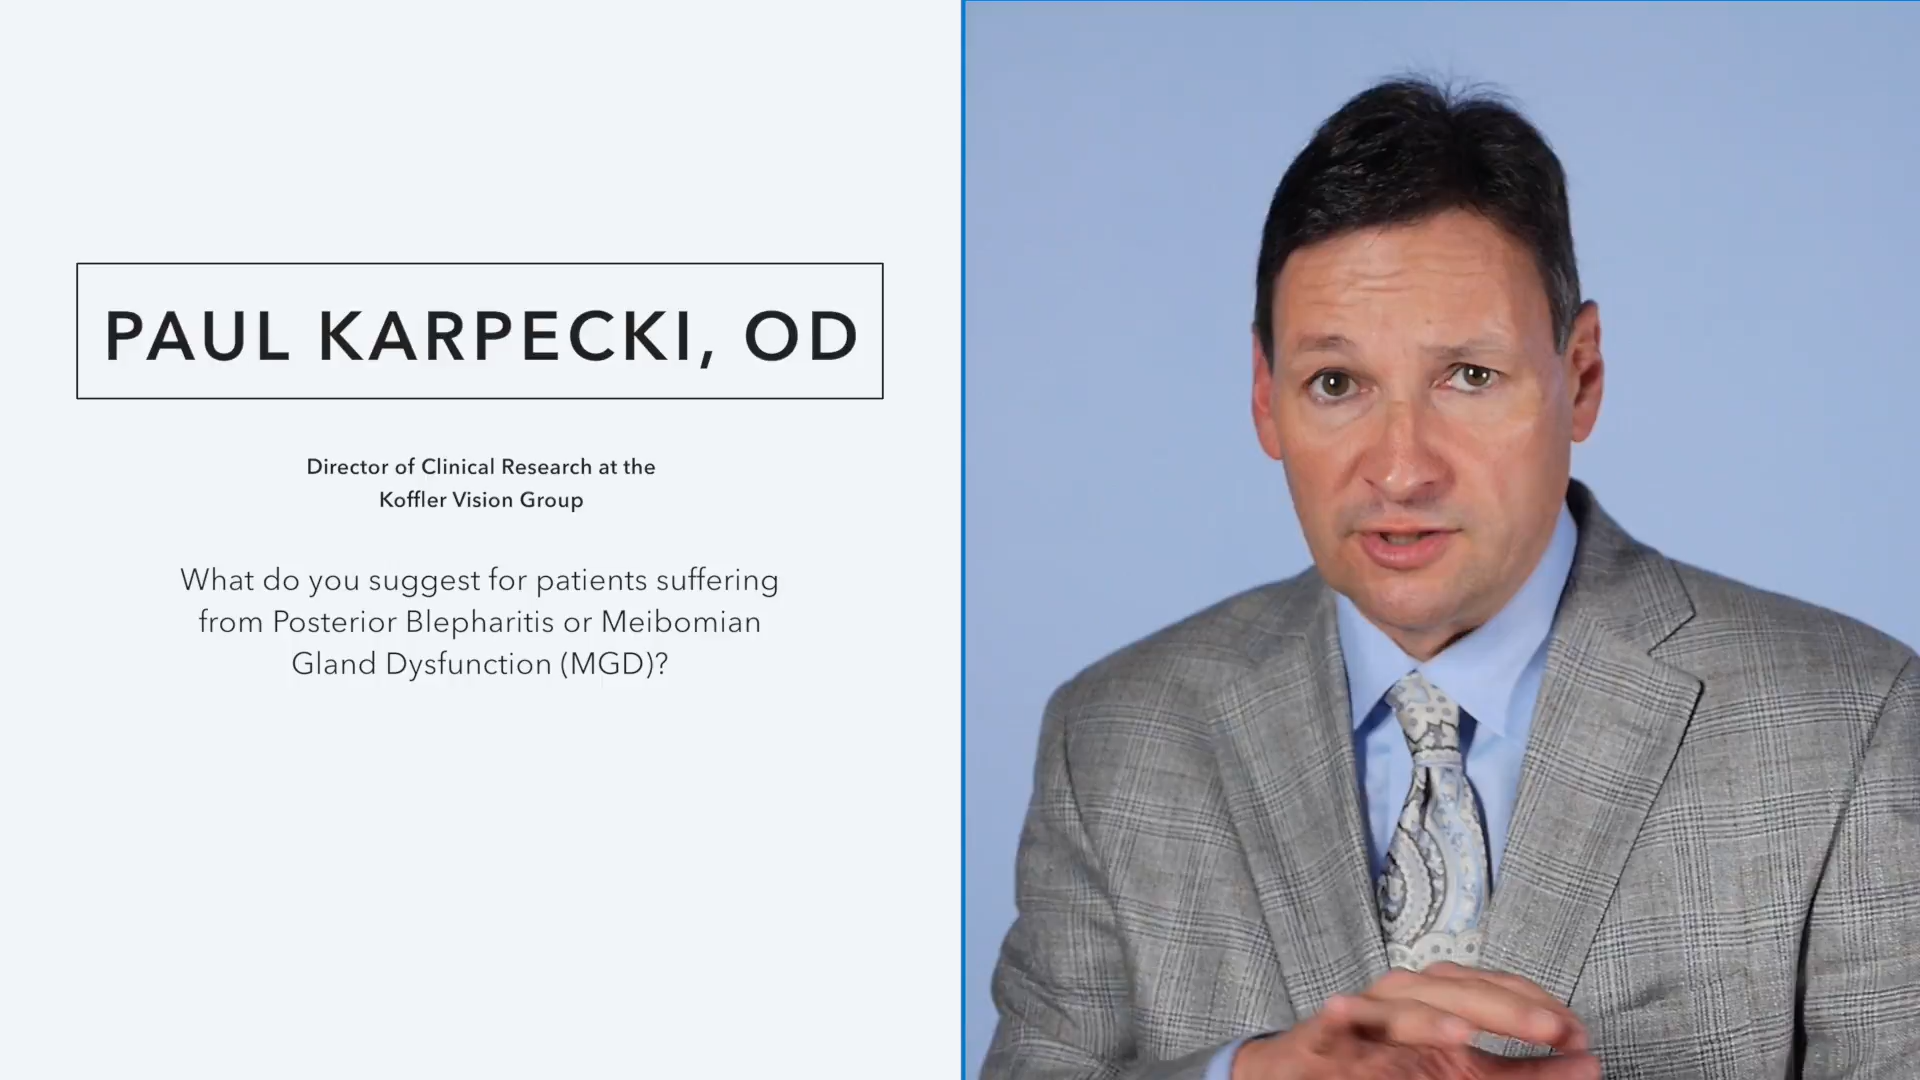 PAUL KARPECKI, OD
Director of Clinical Research at the
Koffler Vision Group
What do you suggest for patients suffering
from Posterior Blepharitis or Meibomian
Gland Dysfunction (MGD)?